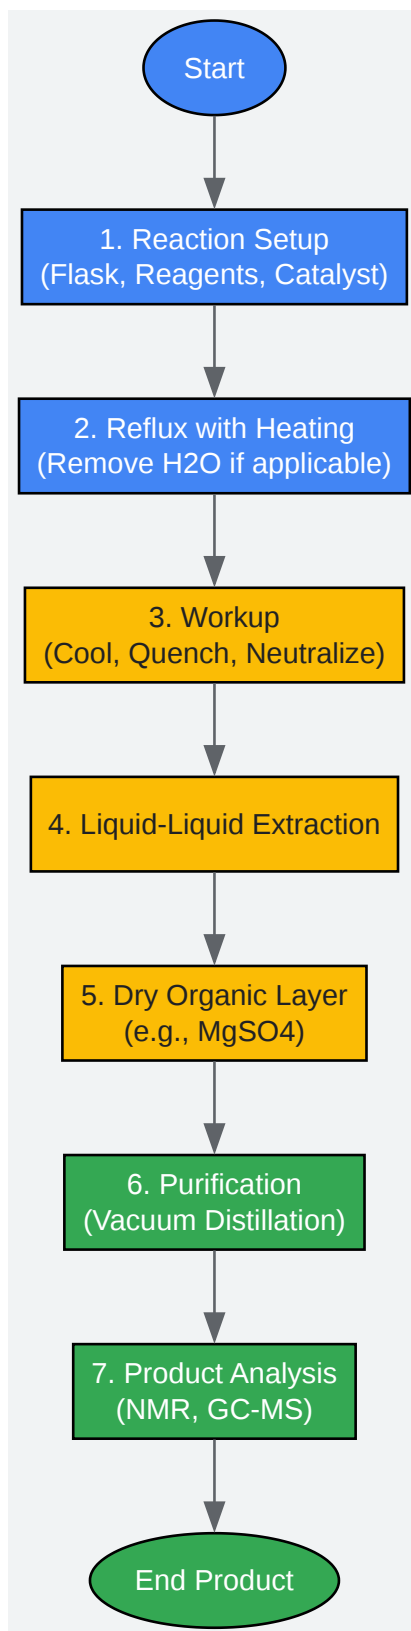 Start
1. Reaction Setup
(Flask, Reagents, Catalyst)
2. Reflux with Heating
(Remove H2O if applicable)
3. Workup
(Cool, Quench, Neutralize)
4. Liquid-Liquid Extraction
5. Dry Organic Layer
(e.g., MgSO4)
6. Purification
(Vacuum Distillation)
7. Product Analysis
(NMR, GC-MS)
End Product